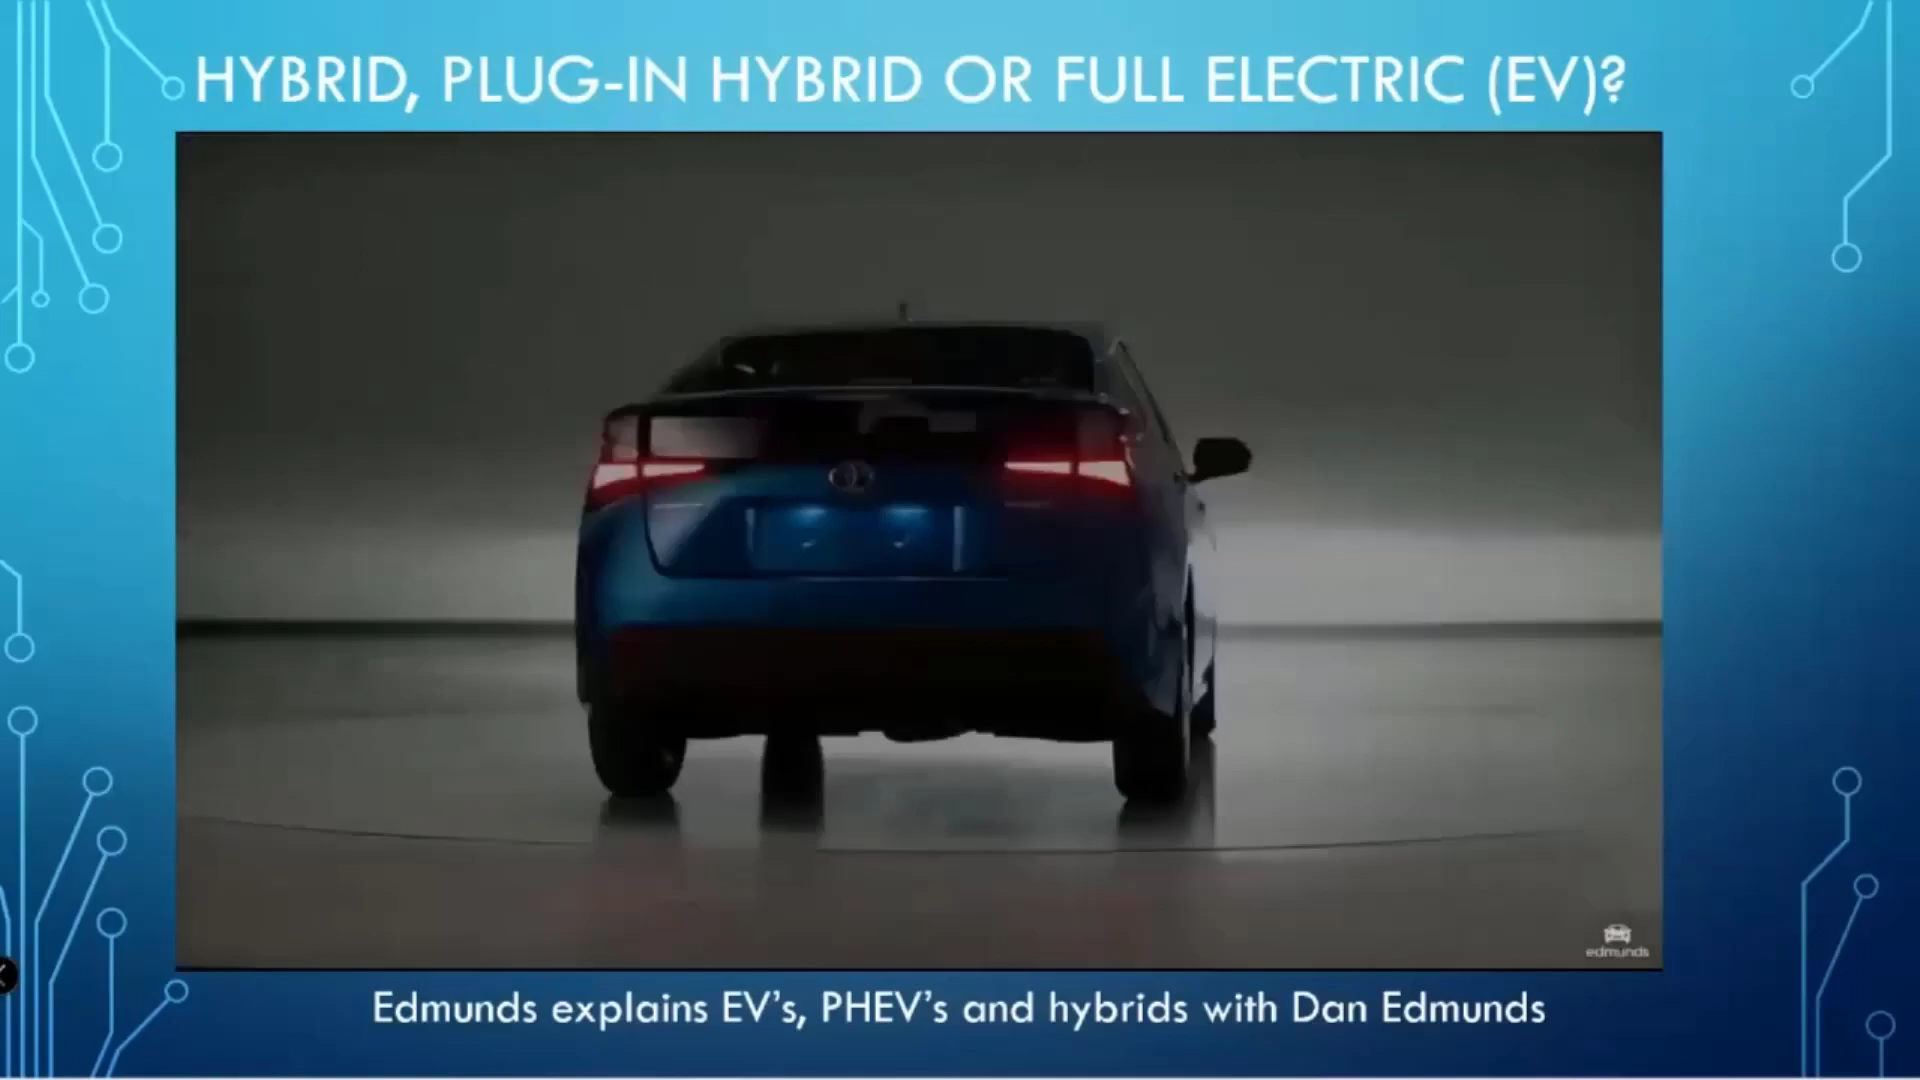 HYBRID, PLUG-IN HYBRID OR FULL ELECTRIC (EV)?
edmunds
Edmunds explains EV's, PHEV's and hybrids with Dan Edmunds